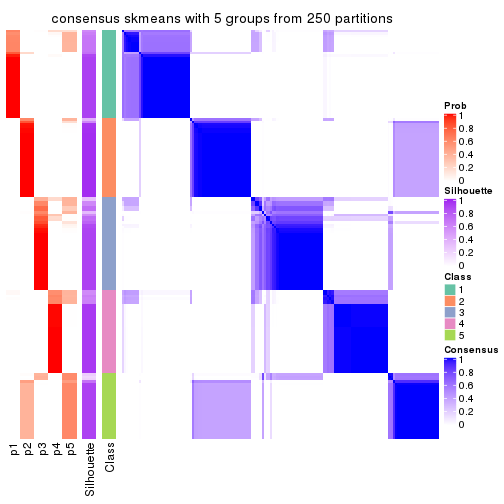 consensus skmeans with 5 groups from 250 partitions
Prob
1
0.8
0.6
0.4
0.2
0
Silhouette
1
0.8
0.6
0.4
0.2
0
Class
1
2
3
4
5
Consensus
1
0.8
0.6
0.4
0.2
0
p1
p2
p3
p4
p5
Silhouette
Class